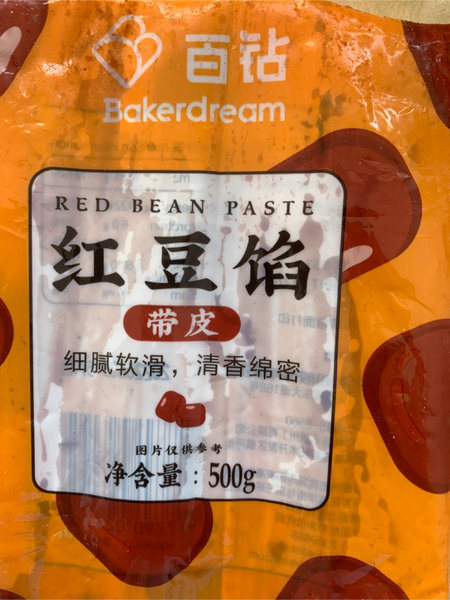 百钻
Bakerdream
RED BEAN PASTE
红豆馅
带皮
细腻软滑，清香绵密
图片仅供参考
净含量：500g